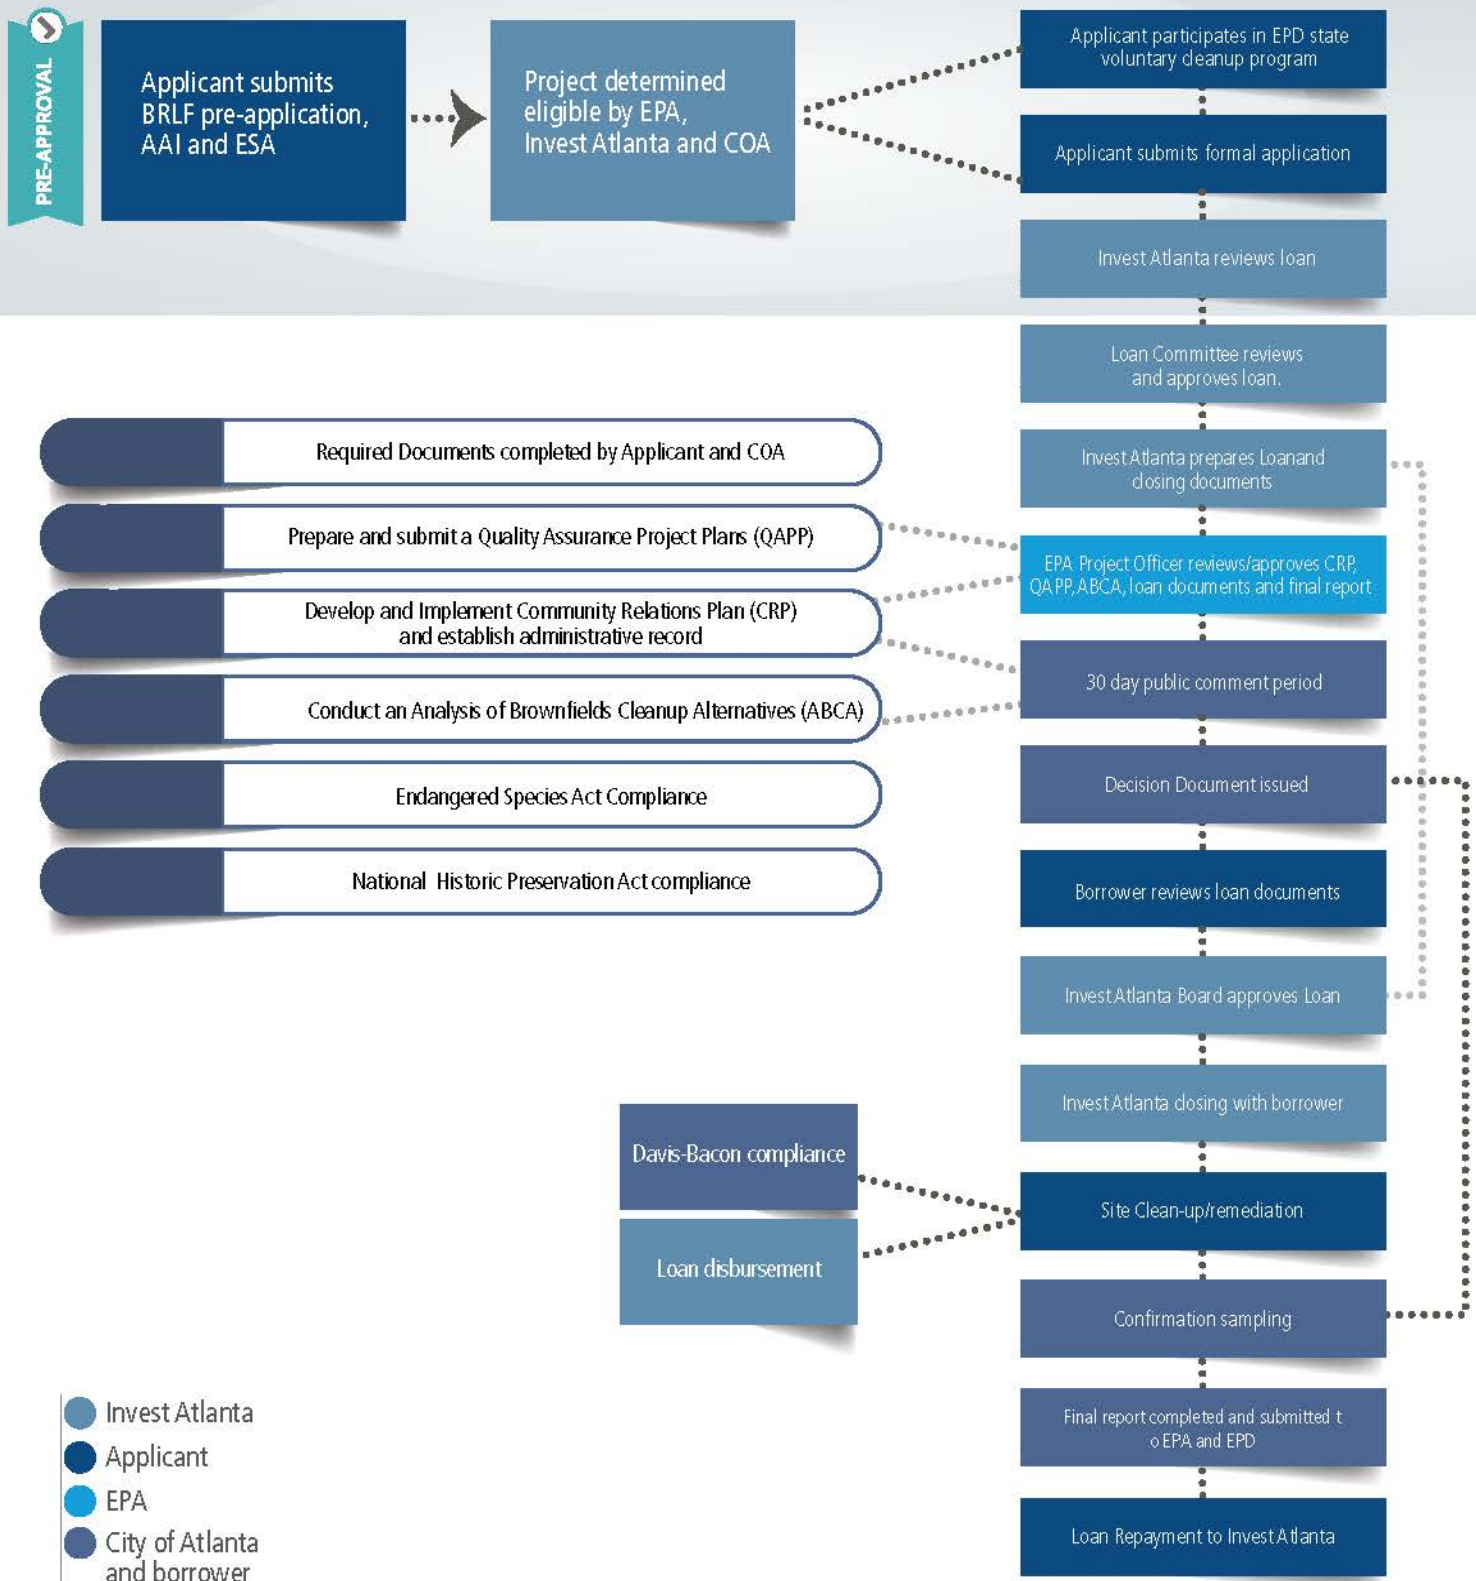 PRE-APPROVAL
Applicant submits
BRLF pre-application,
AAI and ESA
Project determined
eligible by EPA,
Invest Atlanta and COA
Applicant participates in EPD state
voluntary cleanup program
Applicant submits formal application
Invest Atlanta reviews loan
Loan Committee reviews
and approves loan.
Invest Atlanta prepares Loanand
closing documents
EPA Project Officer reviews/approves CRP,
QAPP, ABCA, loan documents and final report
30 day public comment period
Decision Document issued
Borrower reviews loan documents
Invest Atlanta Board approves Loan
Invest Atlanta closing with borrower
Site Clean-up/remediation
Confirmation sampling
Final report completed and submitted t
o EPA and EPD
Loan Repayment to Invest Atlanta
Required Documents completed by Applicant and COA
Prepare and submit a Quality Assurance Project Plans (QAPP)
Develop and Implement Community Relations Plan (CRP)
and establish administrative record
Conduct an Analysis of Brownfields Cleanup Alternatives (ABCA)
Endangered Species Act Compliance
National Historic Preservation Act compliance
Davis-Bacon compliance
Loan disbursement
Invest Atlanta
Applicant
EPA
City of Atlanta
and borrower